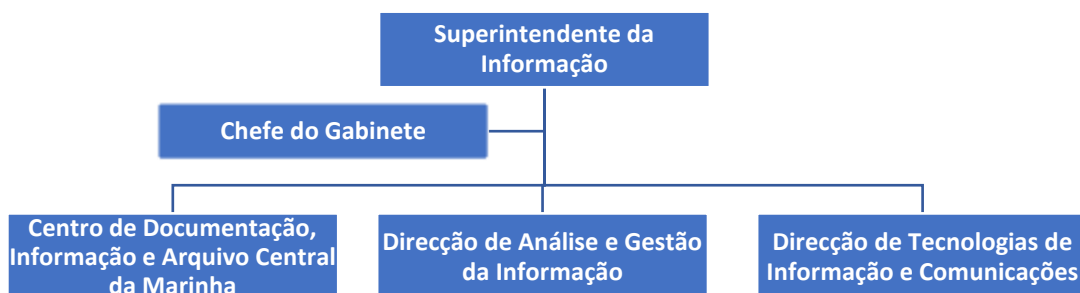 Superintendente da
Informação
Chefe do Gabinete
Centro de Documentação,
Informação e Arquivo Central
da Marinha
Direcção de Análise e Gestão
da Informação
Direcção de Tecnologias de
Informação e Comunicações